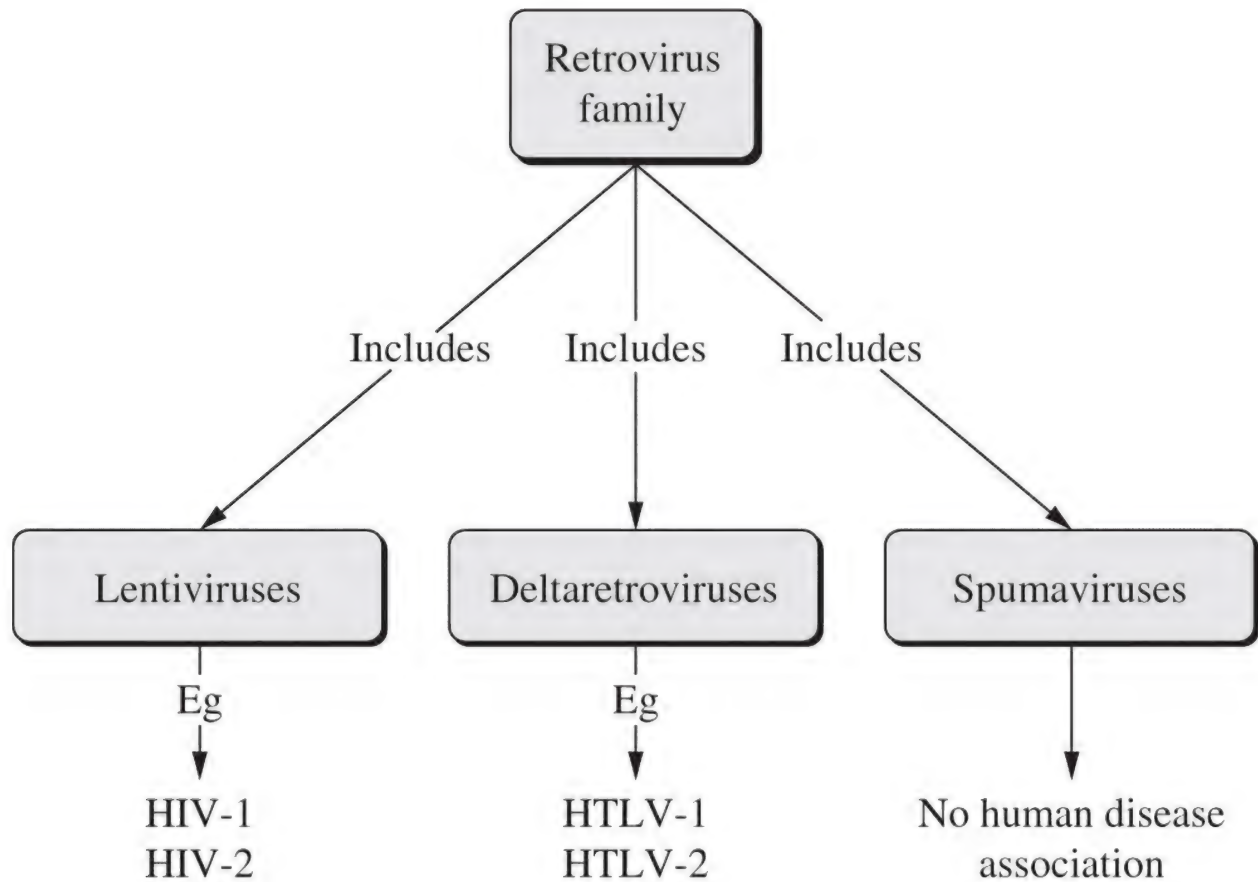 Retrovirus
family
Includes Includes Includes
Lentiviruses Deltaretroviruses Spumaviruses
Eg Eg
HIV-1 HTLV-1 No human disease
HIV-2 HTLV-2 association